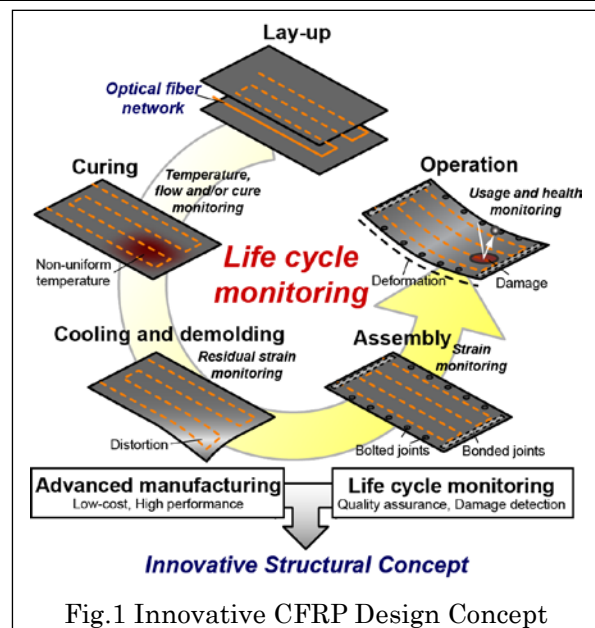 Lay-up
Optical fiber
network
Curing
Temperature,
flow and/or cure
monitoring
Non-uniform
temperature
Operation
Usage and health
monitoring
Deformation
Damage
Life cycle
monitoring
Cooling and demolding
Residual strain
monitoring
Distortion
Assembly
Strain
monitoring
Bolted joints
Bonded joints
Advanced manufacturing
Low-cost, High performance
Life cycle monitoring
Quality assurance, Damage detection
Innovative Structural Concept
Fig.1 Innovative CFRP Design Concept